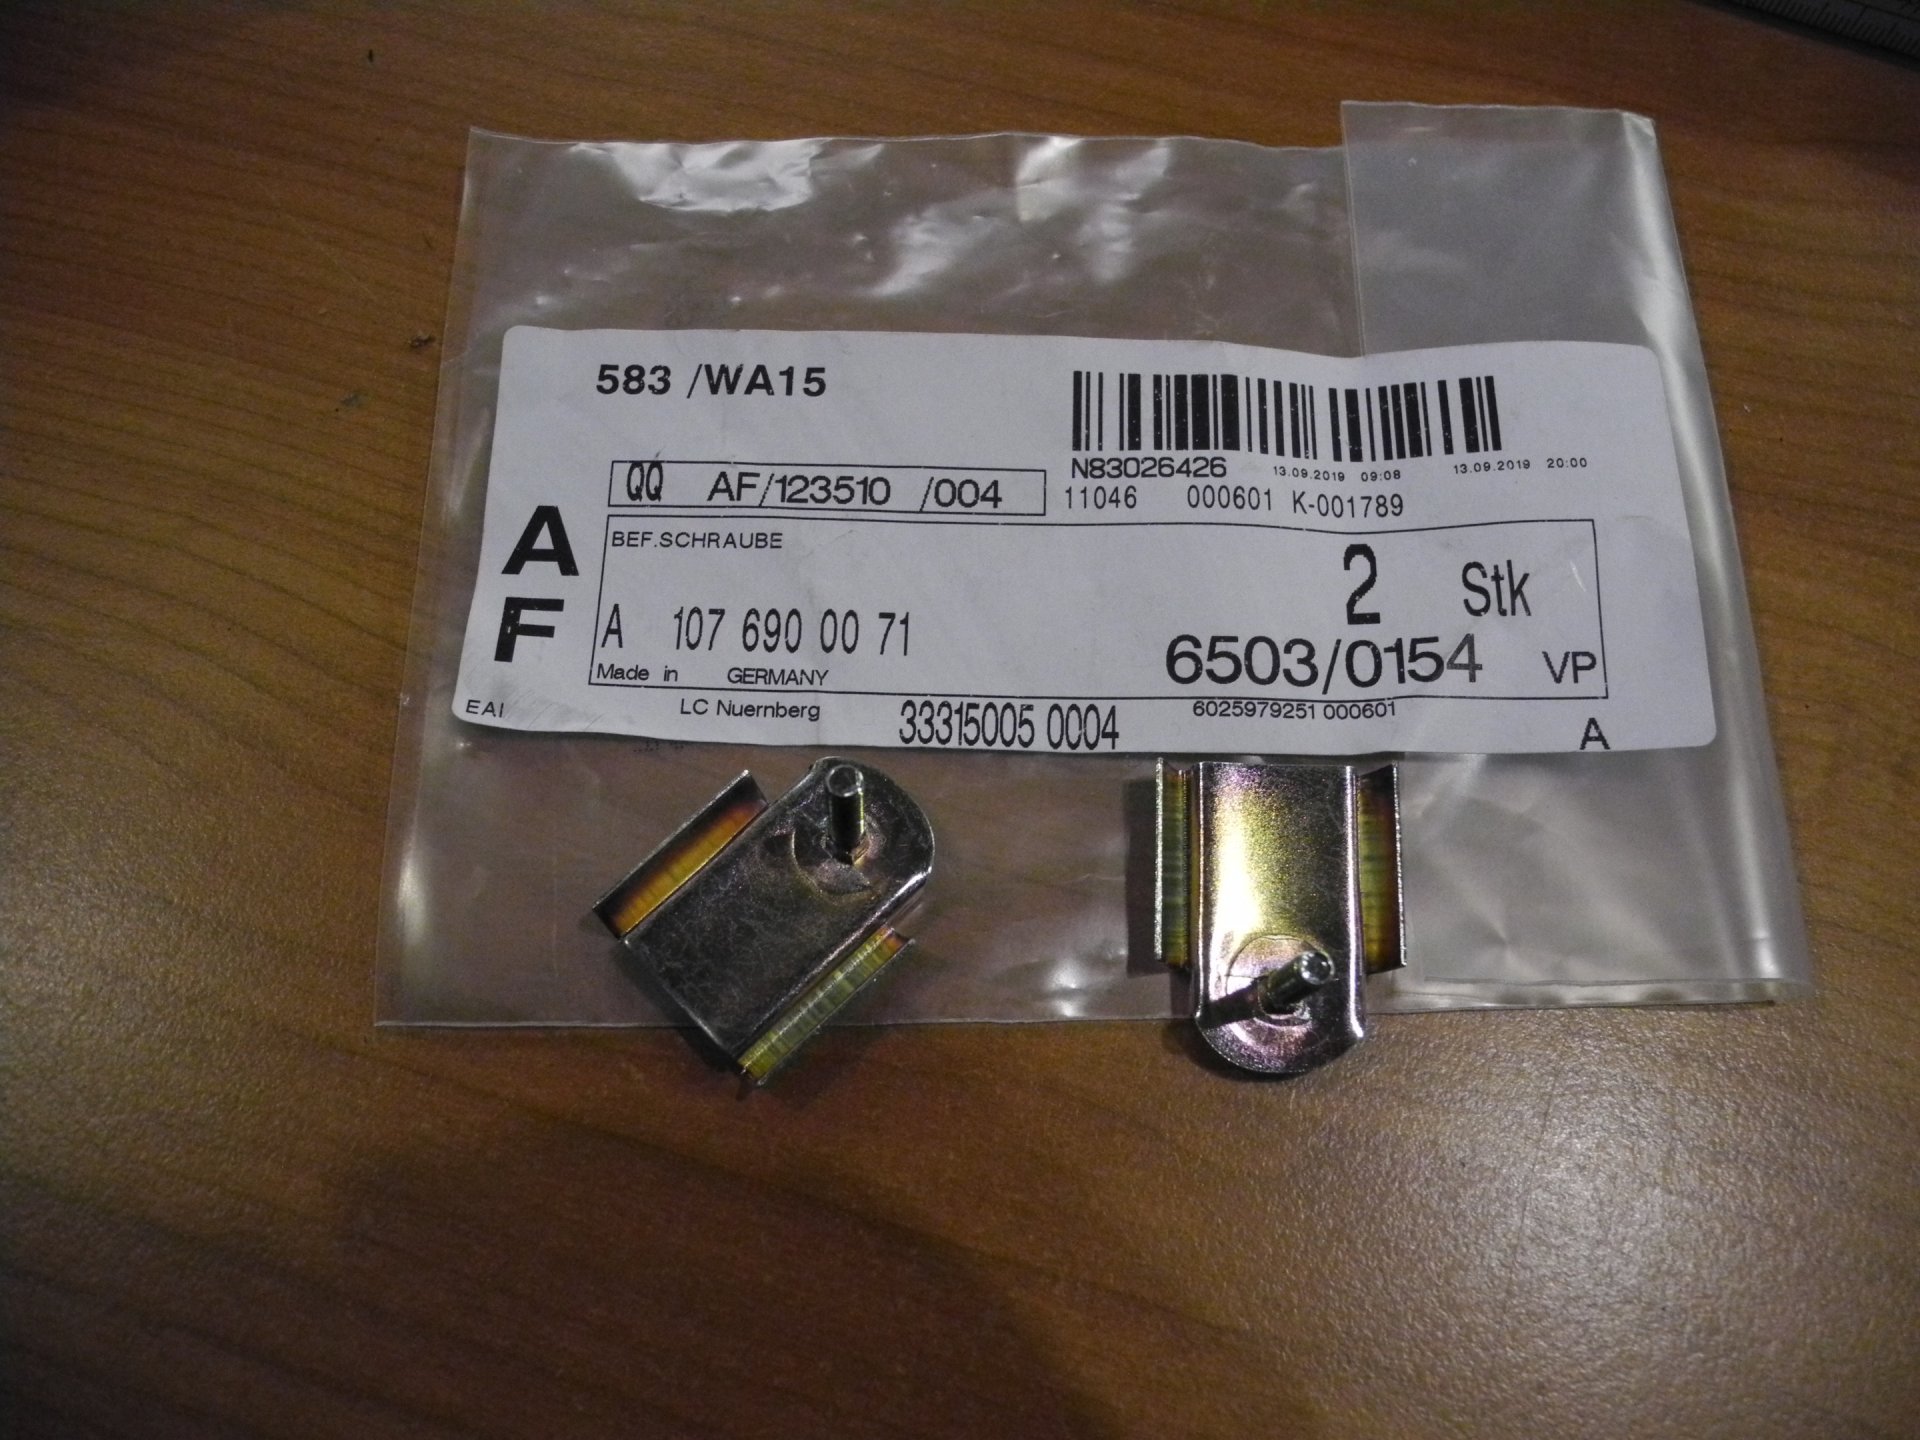 583 /WA15
N83026426 13.09.2019 09:08 13.09.2019 20:00
QQ AF/123510 /004
11046 000601 K-001789
A
F
BEF.SCHRAUBE
2 Stk
A 107 690 00 71
6503/0154 VP
Made in GERMANY
EAI LC Nuernberg 33315005 0004 6025979251 000601 A